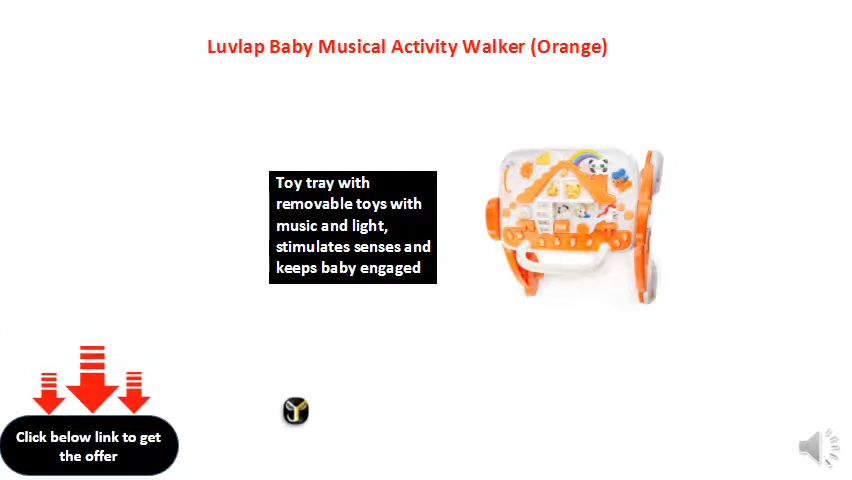 Luvlap Baby Musical Activity Walker (Orange)
Toy tray with
removable toys with
music and light,
stimulates senses and
keeps baby engaged
Click below link to get
the offer